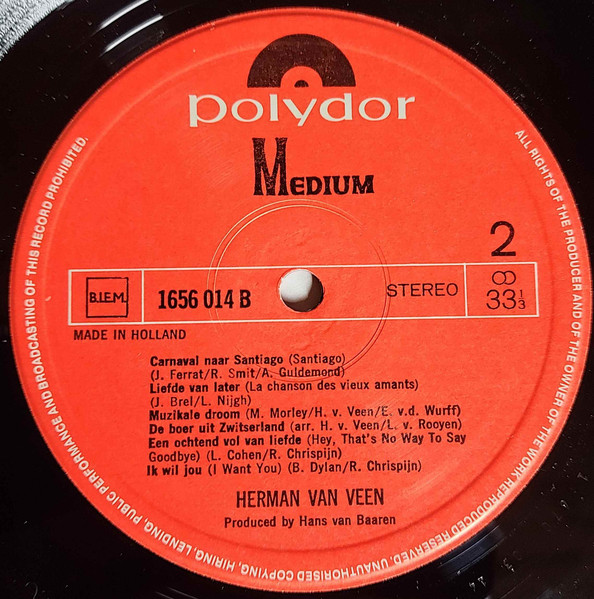 polydor
MEDIUM
2
B.I.E.M.
1656 014 B
STEREO
33 1/3
MADE IN HOLLAND
Carnaval naar Santiago (Santiago)
(J. Ferrat/R. Smit/A. Guldemond)
Liefde van later (La chanson des vieux amants)
(J. Brel/L. Nijgh)
Muzikale droom (M. Morley/H. v. Veen/E. v.d. Wurff)
De boer uit Zwitserland (arr. H. v. Veen/L. v. Rooyen)
Een ochtend vol van liefde (Hey, That's No Way To Say
Goodbye) (L. Cohen/R. Chrispijn)
Ik wil jou (I Want You) (B. Dylan/R. Chrispijn)
HERMAN VAN VEEN
Produced by Hans van Baaren
ALL RIGHTS OF THE PRODUCER AND OF THE OWNER OF THE WORK REPRODUCED RESERVED. UNAUTHORISED COPYING, HIRING, LENDING, PUBLIC PERFORMANCE AND BROADCASTING OF THIS RECORD PROHIBITED.